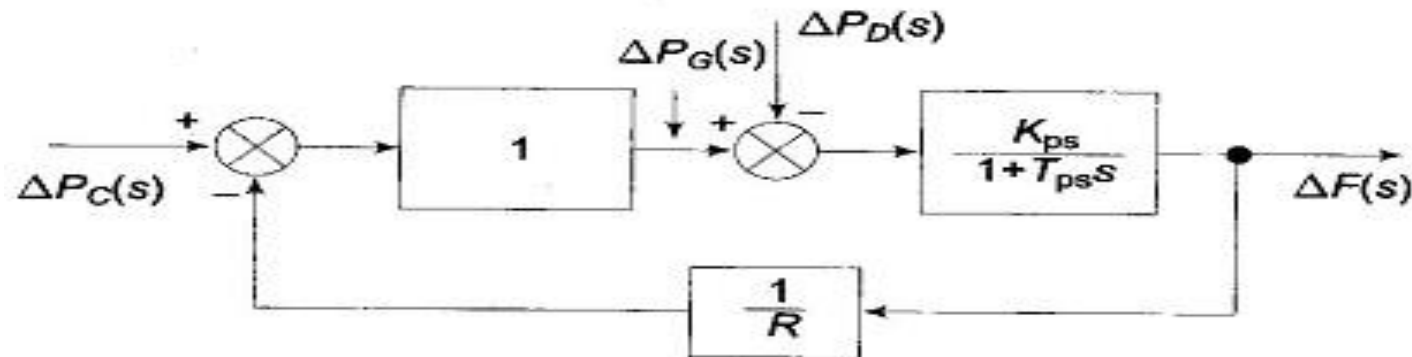 ΔP_D(s)
ΔP_G(s)
+
−
+
−
1
K_ps
1+T_ps s
ΔP_C(s)
ΔF(s)
1
R